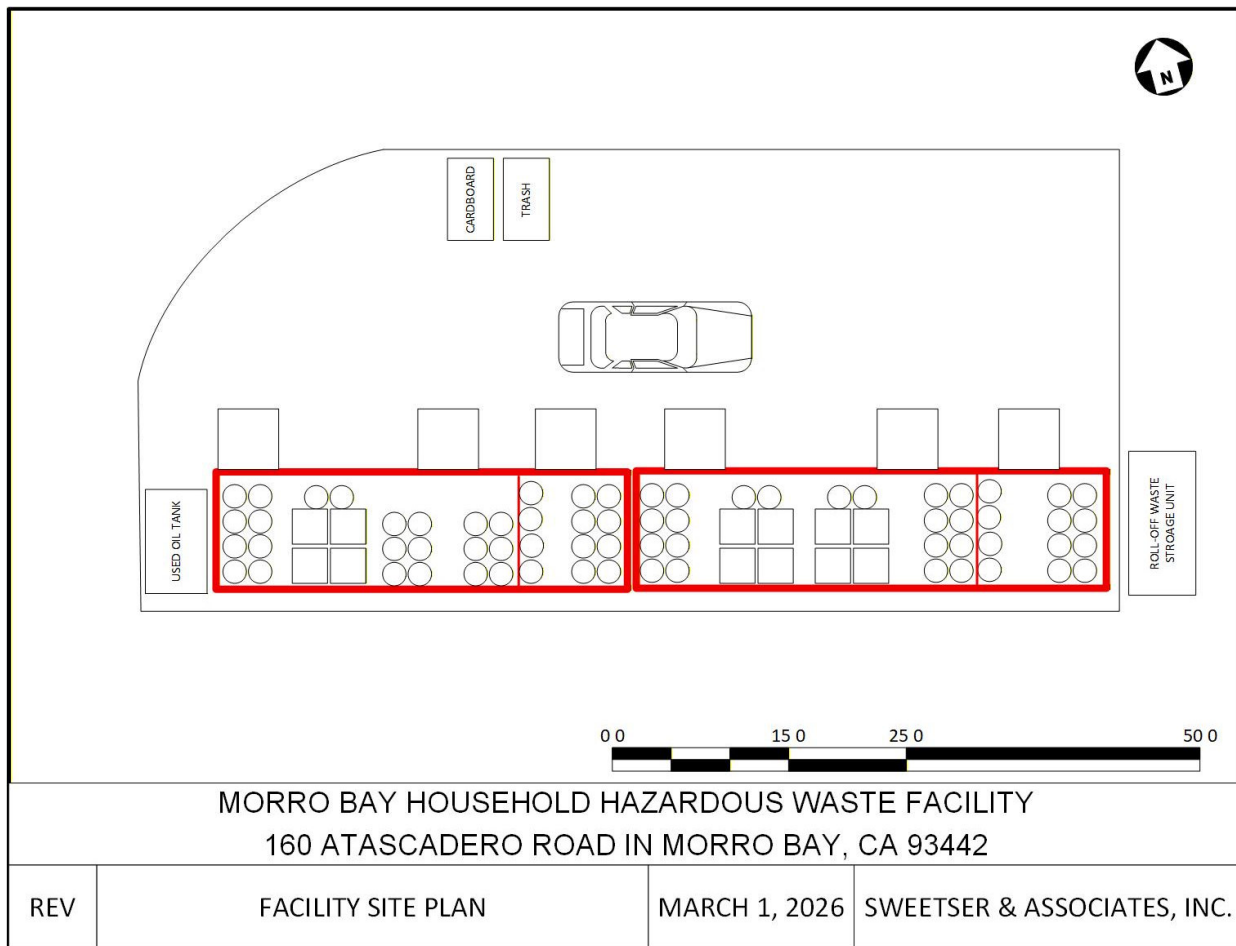 N
CARDBOARD
TRASH
USED OIL TANK
ROLL-OFF WASTE
STROAGE UNIT
0 0
15 0
25 0
50 0
MORRO BAY HOUSEHOLD HAZARDOUS WASTE FACILITY
160 ATASCADERO ROAD IN MORRO BAY, CA 93442
REV
FACILITY SITE PLAN
MARCH 1, 2026
SWEETSER & ASSOCIATES, INC.